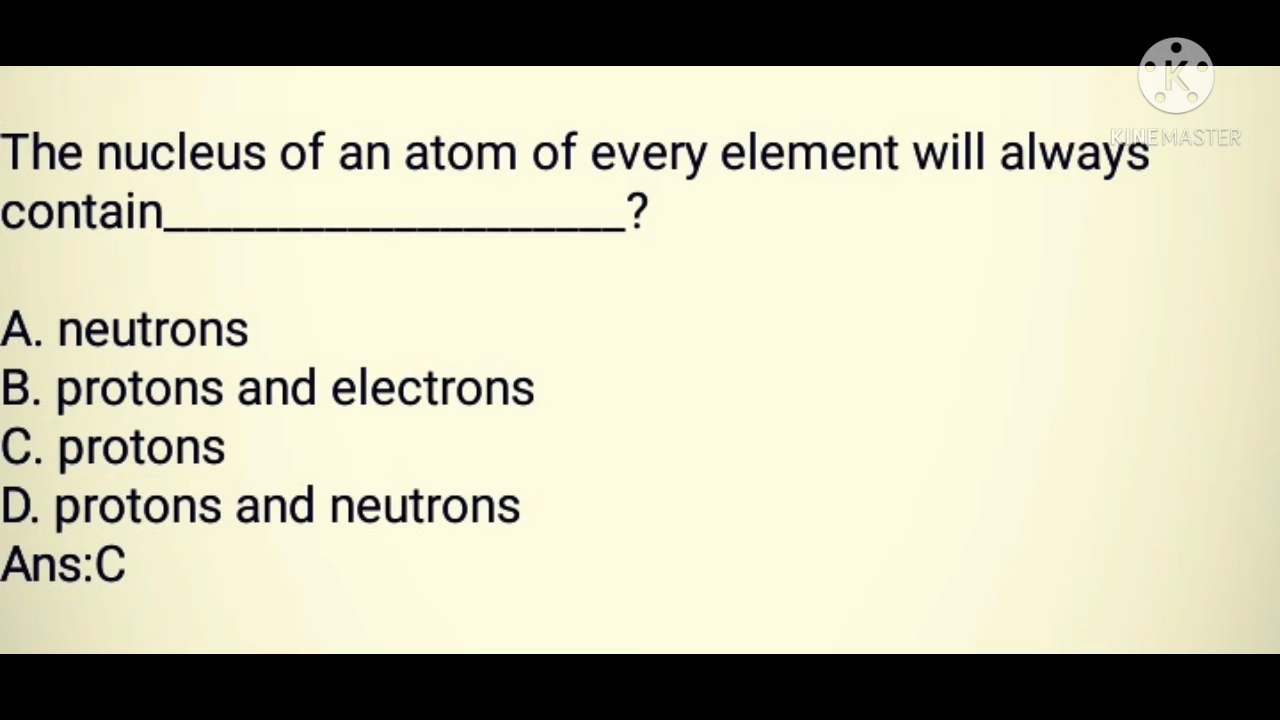 K
KINEMASTER
The nucleus of an atom of every element will always
contain____________________?
A. neutrons
B. protons and electrons
C. protons
D. protons and neutrons
Ans:C